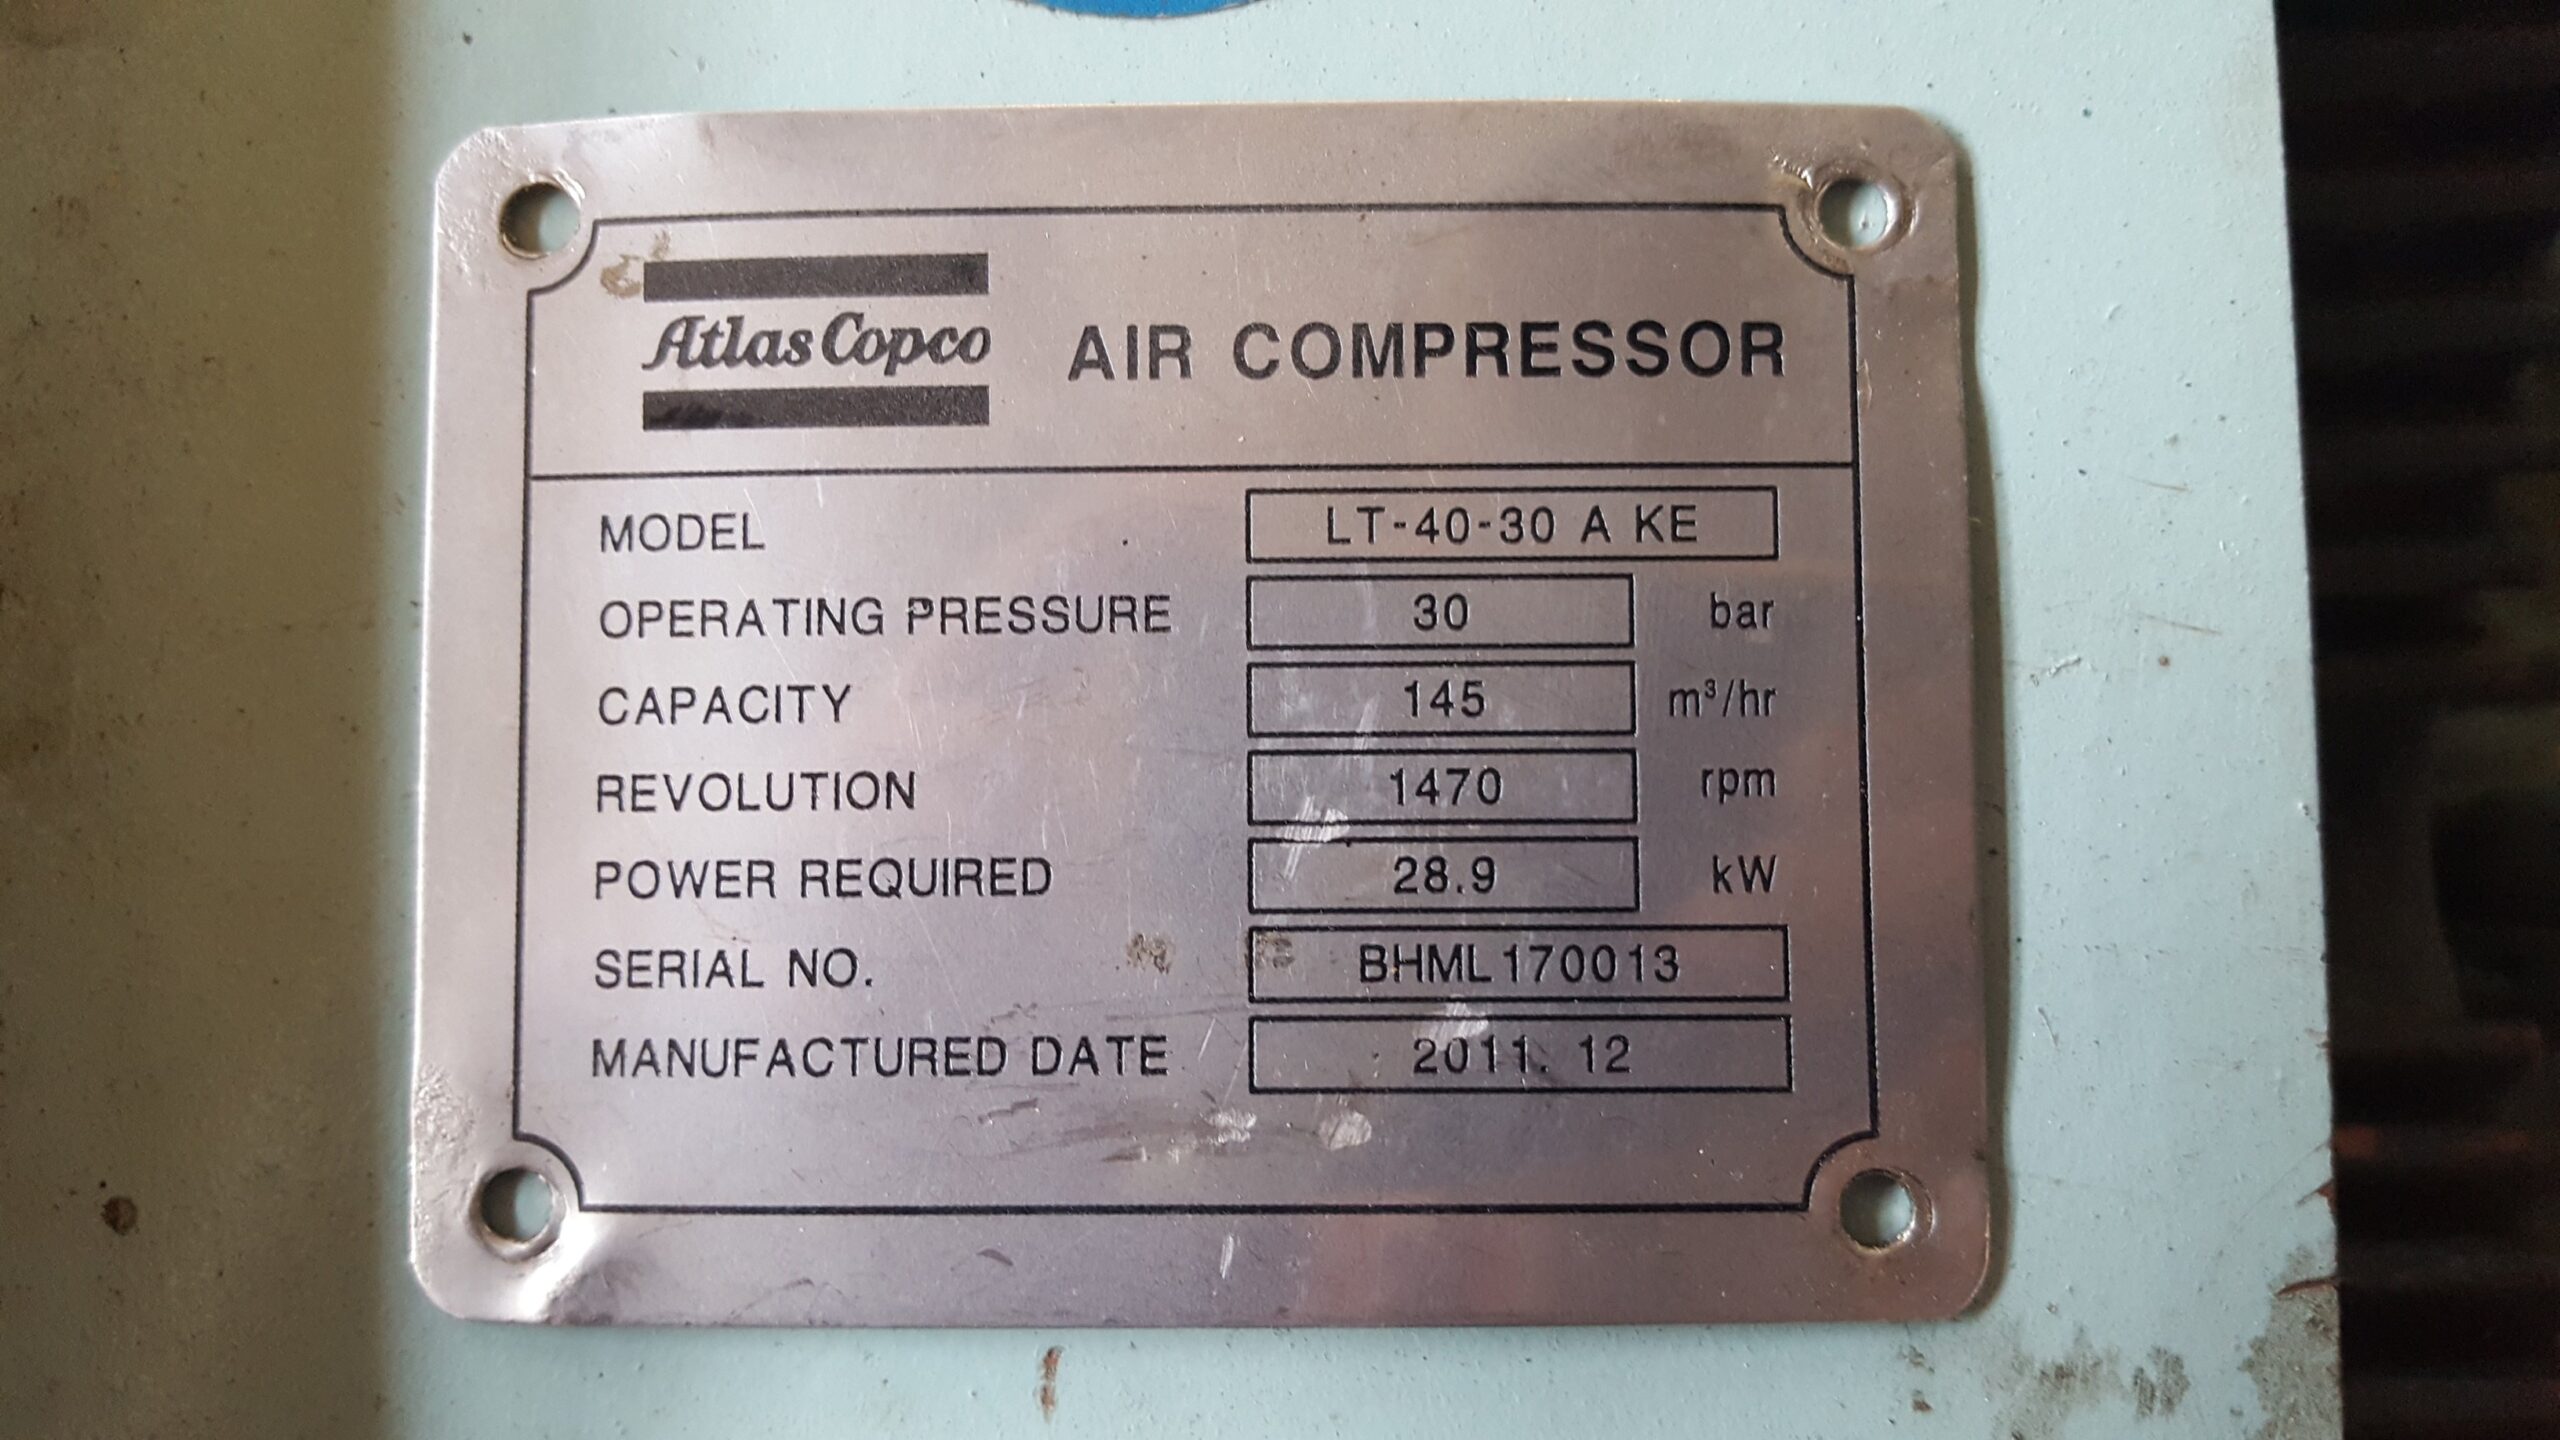 Atlas Copco AIR COMPRESSOR
MODEL LT-40-30 A KE
OPERATING PRESSURE 30 bar
CAPACITY 145 m³/hr
REVOLUTION 1470 rpm
POWER REQUIRED 28.9 kW
SERIAL NO. BHML170013
MANUFACTURED DATE 2011. 12